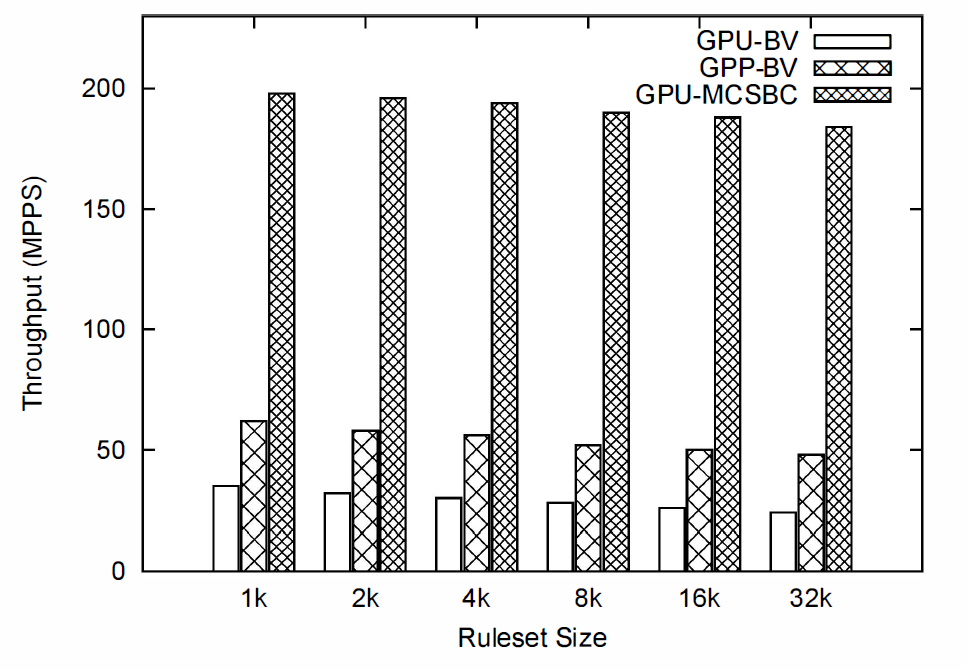 GPU-BV
GPP-BV
GPU-MCSBC
200
150
100
50
0
Throughput (MPPS)
1k 2k 4k 8k 16k 32k
Ruleset Size